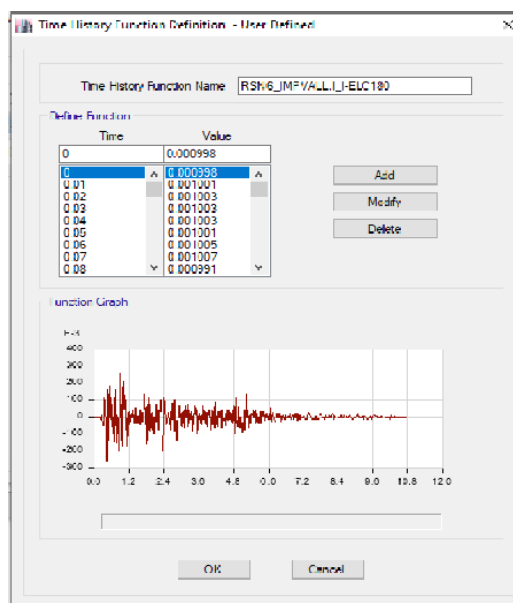 Time History Function Definition - User Defined
Time History Function Name
RSN6_IMPVALL.I_I-ELC180
Define Function
Time Value
0 0.000998
0 0.000998
0.01 0.001001
0.02 0.001003
0.03 0.001003
0.04 0.001003
0.05 0.001001
0.06 0.001005
0.07 0.001007
0.08 0.000991
Add
Modify
Delete
Function Graph
E-3
400
300
200
100
0
-100
-200
-300
0.0 1.2 2.4 3.6 4.8 6.0 7.2 8.4 9.6 10.8 12.0
OK Cancel